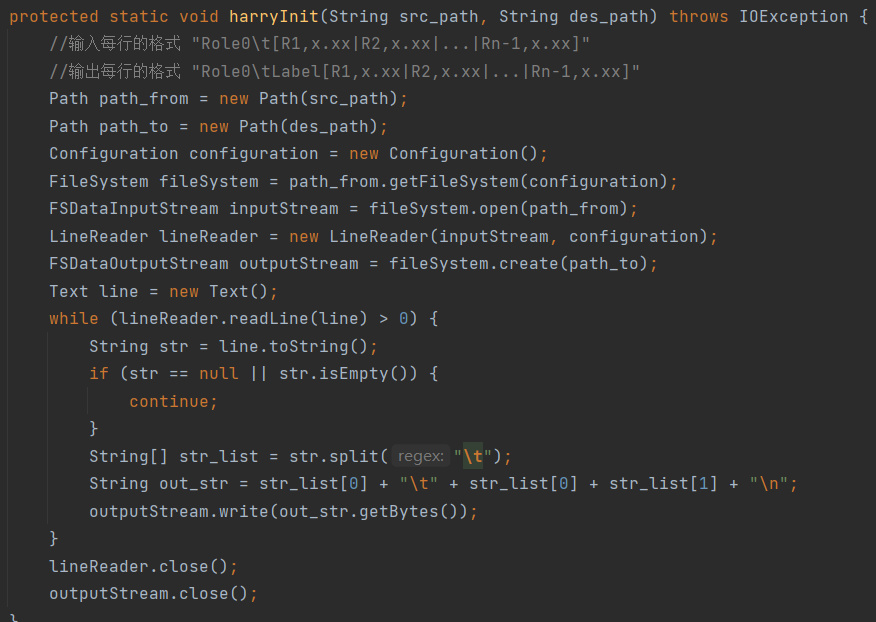 protected static void harryInit(String src_path, String des_path) throws IOException {
    //输入每行的格式 "Role0\t[R1,x.xx|R2,x.xx|...|Rn-1,x.xx]"
    //输出每行的格式 "Role0\tLabel[R1,x.xx|R2,x.xx|...|Rn-1,x.xx]"
    Path path_from = new Path(src_path);
    Path path_to = new Path(des_path);
    Configuration configuration = new Configuration();
    FileSystem fileSystem = path_from.getFileSystem(configuration);
    FSDataInputStream inputStream = fileSystem.open(path_from);
    LineReader lineReader = new LineReader(inputStream, configuration);
    FSDataOutputStream outputStream = fileSystem.create(path_to);
    Text line = new Text();
    while (lineReader.readLine(line) > 0) {
        String str = line.toString();
        if (str == null || str.isEmpty()) {
            continue;
        }
        String[] str_list = str.split( regex: "\t");
        String out_str = str_list[0] + "\t" + str_list[0] + str_list[1] + "\n";
        outputStream.write(out_str.getBytes());
    }
    lineReader.close();
    outputStream.close();
}